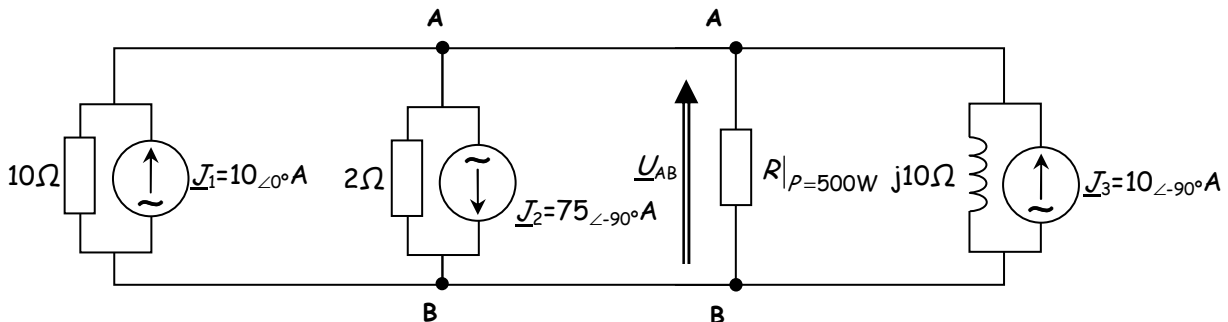 A A
10Ω J1=10∠0°A 2Ω J2=75∠-90°A UAB R|P=500W j10Ω J3=10∠-90°A
B B